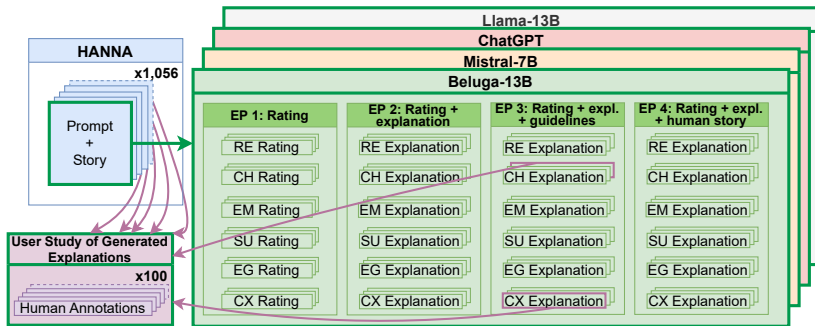 Llama-13B
ChatGPT
Mistral-7B
Beluga-13B
HANNA
x1,056
Prompt
+
Story
EP 1: Rating
RE Rating
CH Rating
EM Rating
SU Rating
EG Rating
CX Rating
EP 2: Rating +
explanation
RE Explanation
CH Explanation
EM Explanation
SU Explanation
EG Explanation
CX Explanation
EP 3: Rating + expl.
+ guidelines
RE Explanation
CH Explanation
EM Explanation
SU Explanation
EG Explanation
CX Explanation
EP 4: Rating + expl.
+ human story
RE Explanation
CH Explanation
EM Explanation
SU Explanation
EG Explanation
CX Explanation
User Study of Generated
Explanations
x100
Human Annotations